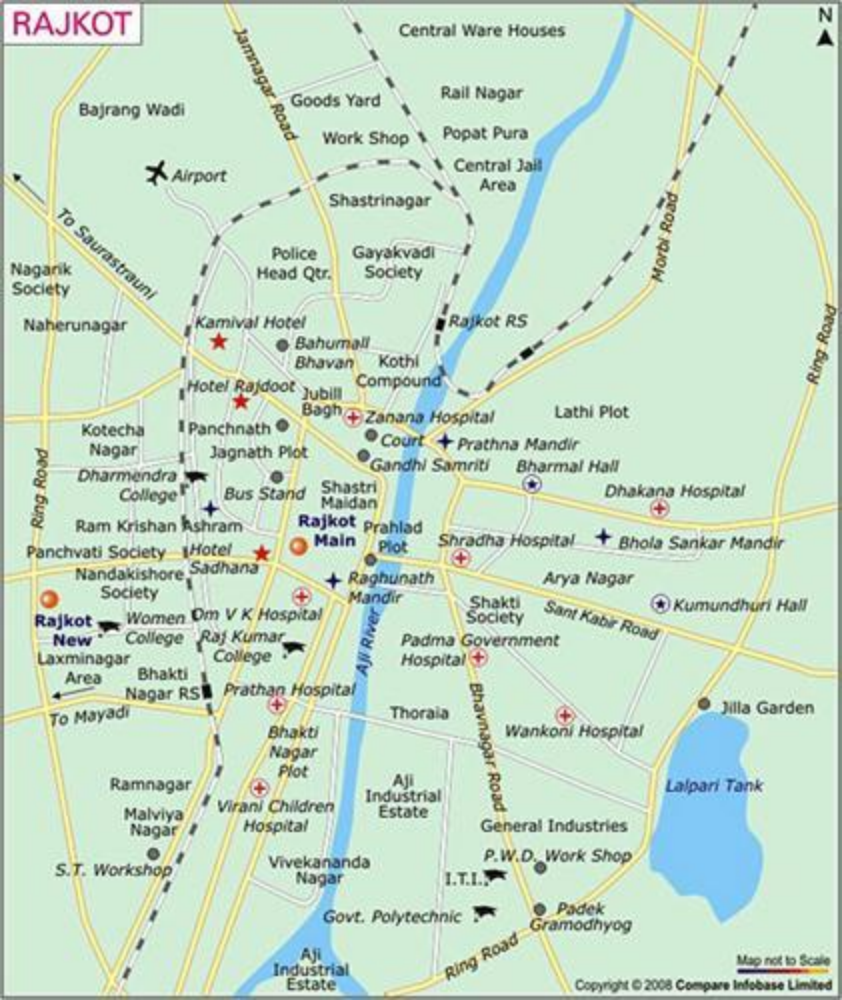 RAJKOT
N
Central Ware Houses
Jamnagar Road
Goods Yard
Rail Nagar
Bajrang Wadi
Work Shop
Popat Pura
Central Jail
Area
Airport
Shastrinagar
To Saurastrauni
Morbi Road
Police
Head Qtr.
Gayakvadi
Society
Nagarik
Society
Naherunagar
Kamival Hotel
Rajkot RS
Ring Road
Bahumall
Bhavan
Kothi
Compound
Hotel Rajdoot
Jubill
Bagh
Zanana Hospital
Lathi Plot
Kotecha
Nagar
Panchnath
Court
Prathna Mandir
Jagnath Plot
Gandhi Samriti
Bharmal Hall
Dharmendra
College
Bus Stand
Shastri
Maidan
Dhakana Hospital
Ring Road
Ram Krishan Ashram
Rajkot
Main
Prahlad
Plot
Shradha Hospital
Bhola Sankar Mandir
Panchvati Society
Hotel
Sadhana
Nandakishore
Society
Raghunath
Mandir
Arya Nagar
Rajkot
New
Women
College
Om V K Hospital
Shakti
Society
Sant Kabir Road
Kumundhuri Hall
Raj Kumar
College
Aji River
Padma Government
Hospital
Laxminagar
Area
Bhakti
Nagar RS
Prathan Hospital
To Mayadi
Thoraia
Bhavnagar Road
Wankoni Hospital
Jilla Garden
Bhakti
Nagar
Plot
Ramnagar
Aji
Industrial
Estate
Lalpari Tank
Malviya
Nagar
Virani Children
Hospital
General Industries
S.T. Workshop
Vivekananda
Nagar
P.W.D. Work Shop
I.T.I.
Govt. Polytechnic
Padek
Gramodhyog
Aji
Industrial
Estate
Ring Road
Map not to Scale
Copyright © 2008 Compare Infobase Limited